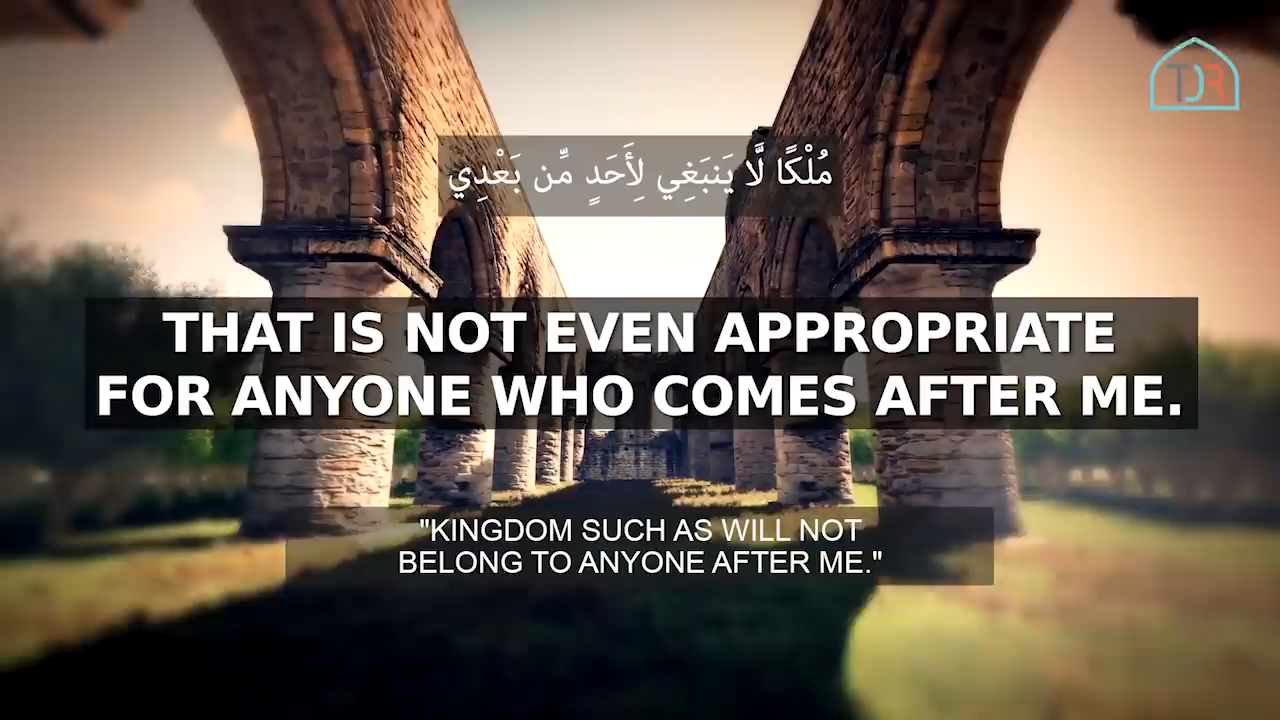 TDR
مُلْكًا لَّا يَنبَغِي لِأَحَدٍ مِّن بَعْدِي
THAT IS NOT EVEN APPROPRIATE
FOR ANYONE WHO COMES AFTER ME.
"KINGDOM SUCH AS WILL NOT
BELONG TO ANYONE AFTER ME."